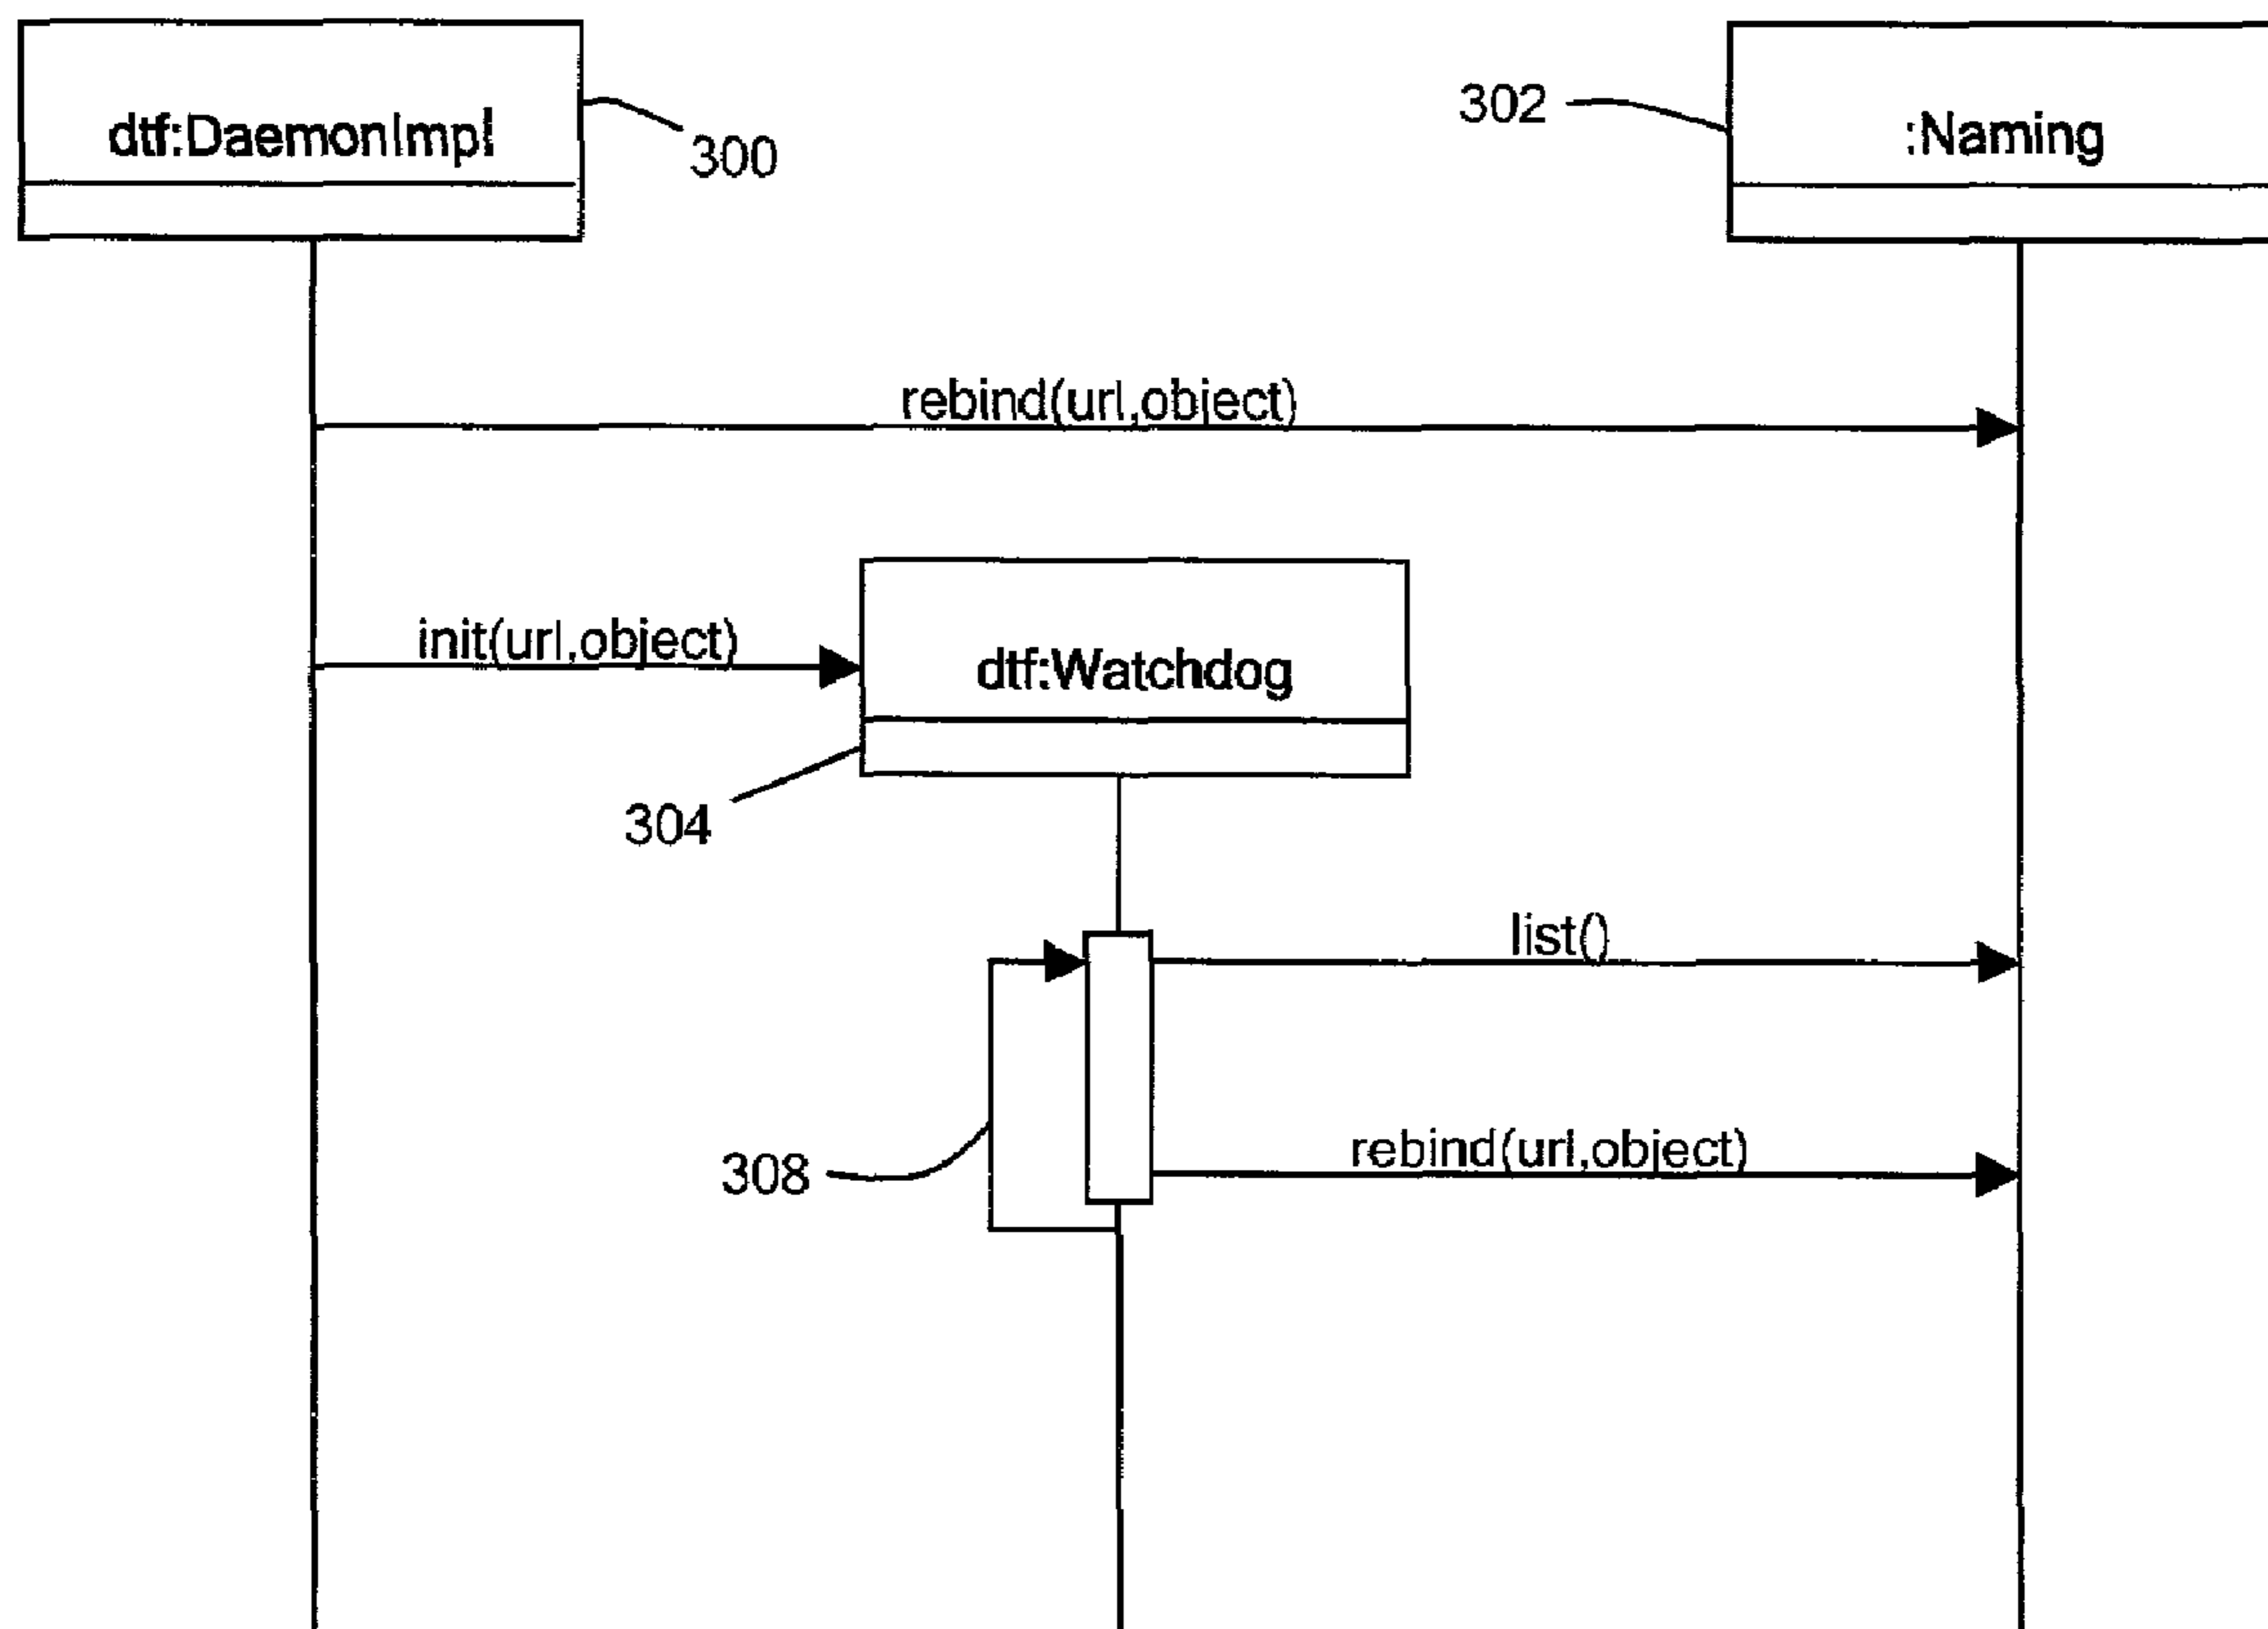 dtf:DaemonImpl
300
302
:Naming
rebind(url,object)
init(url,object)
dtf:Watchdog
304
list()
rebind(url,object)
308